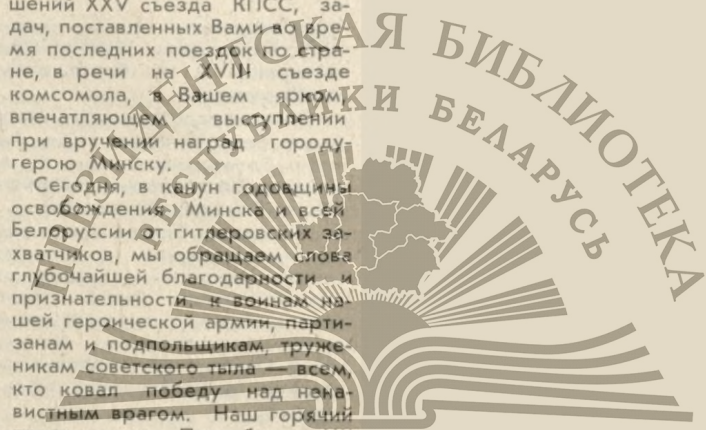 шений XXV съезда КПСС, за-
дач, поставленных Вами во вре-
мя последних поездок по стра-
не, в речи на XVIII съезде
комсомола, в Вашем ярком,
впечатляющем выступлении
при вручении наград городу-
герою Минску.
Сегодня, в канун годовщины
освобождения Минска и всей
Белоруссии от гитлеровских за-
хватчиков, мы обращаем слова
глубочайшей благодарности и
признательности к воинам на-
шей героической армии, парти-
занам и подпольщикам, труже-
никам советского тыла — всем,
кто ковал победу над нена-
вистным врагом. Наш горячий
ПРЕЗИДЕНТСКАЯ БИБЛИОТЕКА
РЕСПУБЛИКИ БЕЛАРУСЬ